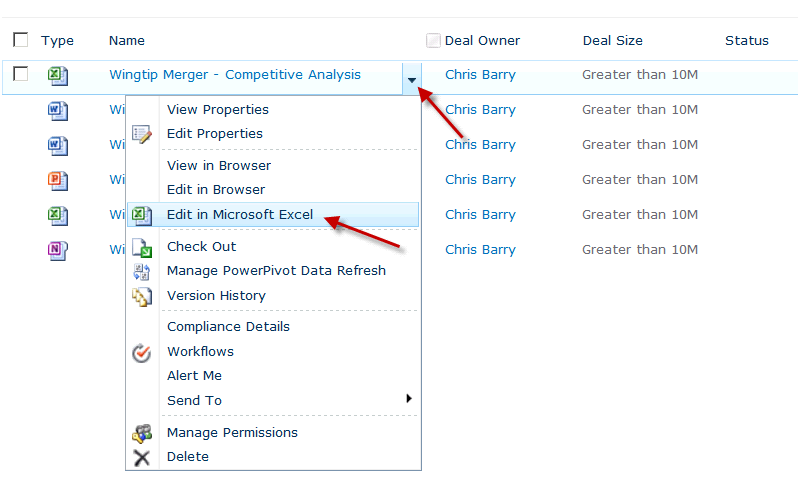 Type Name Deal Owner Deal Size Status
Wingtip Merger - Competitive Analysis Chris Barry Greater than 10M
Wi Chris Barry Greater than 10M
Wi Chris Barry Greater than 10M
Wi Chris Barry Greater than 10M
Wi Chris Barry Greater than 10M
Wi Chris Barry Greater than 10M
View Properties
Edit Properties
View in Browser
Edit in Browser
Edit in Microsoft Excel
Check Out
Manage PowerPivot Data Refresh
Version History
Compliance Details
Workflows
Alert Me
Send To
Manage Permissions
Delete